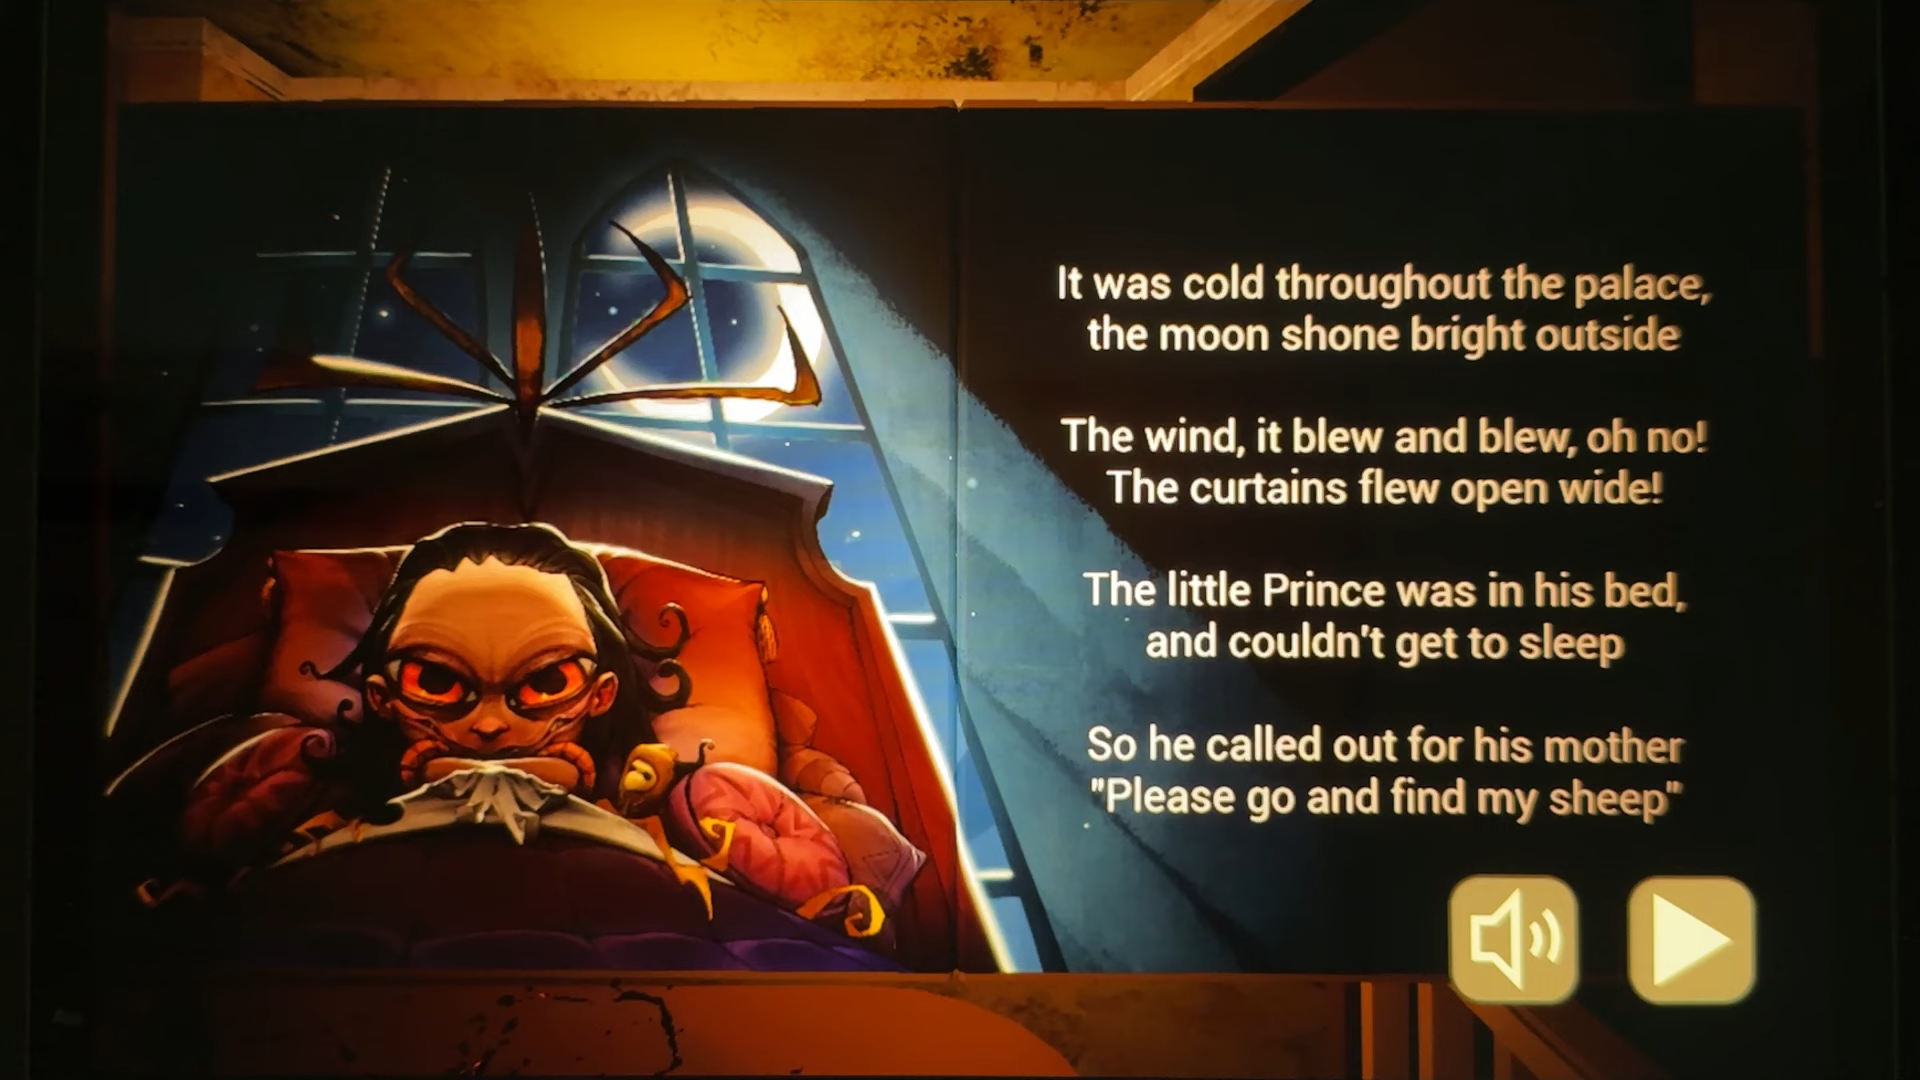 It was cold throughout the palace,
the moon shone bright outside
The wind, it blew and blew, oh no!
The curtains flew open wide!
The little Prince was in his bed,
and couldn't get to sleep
So he called out for his mother
"Please go and find my sheep"